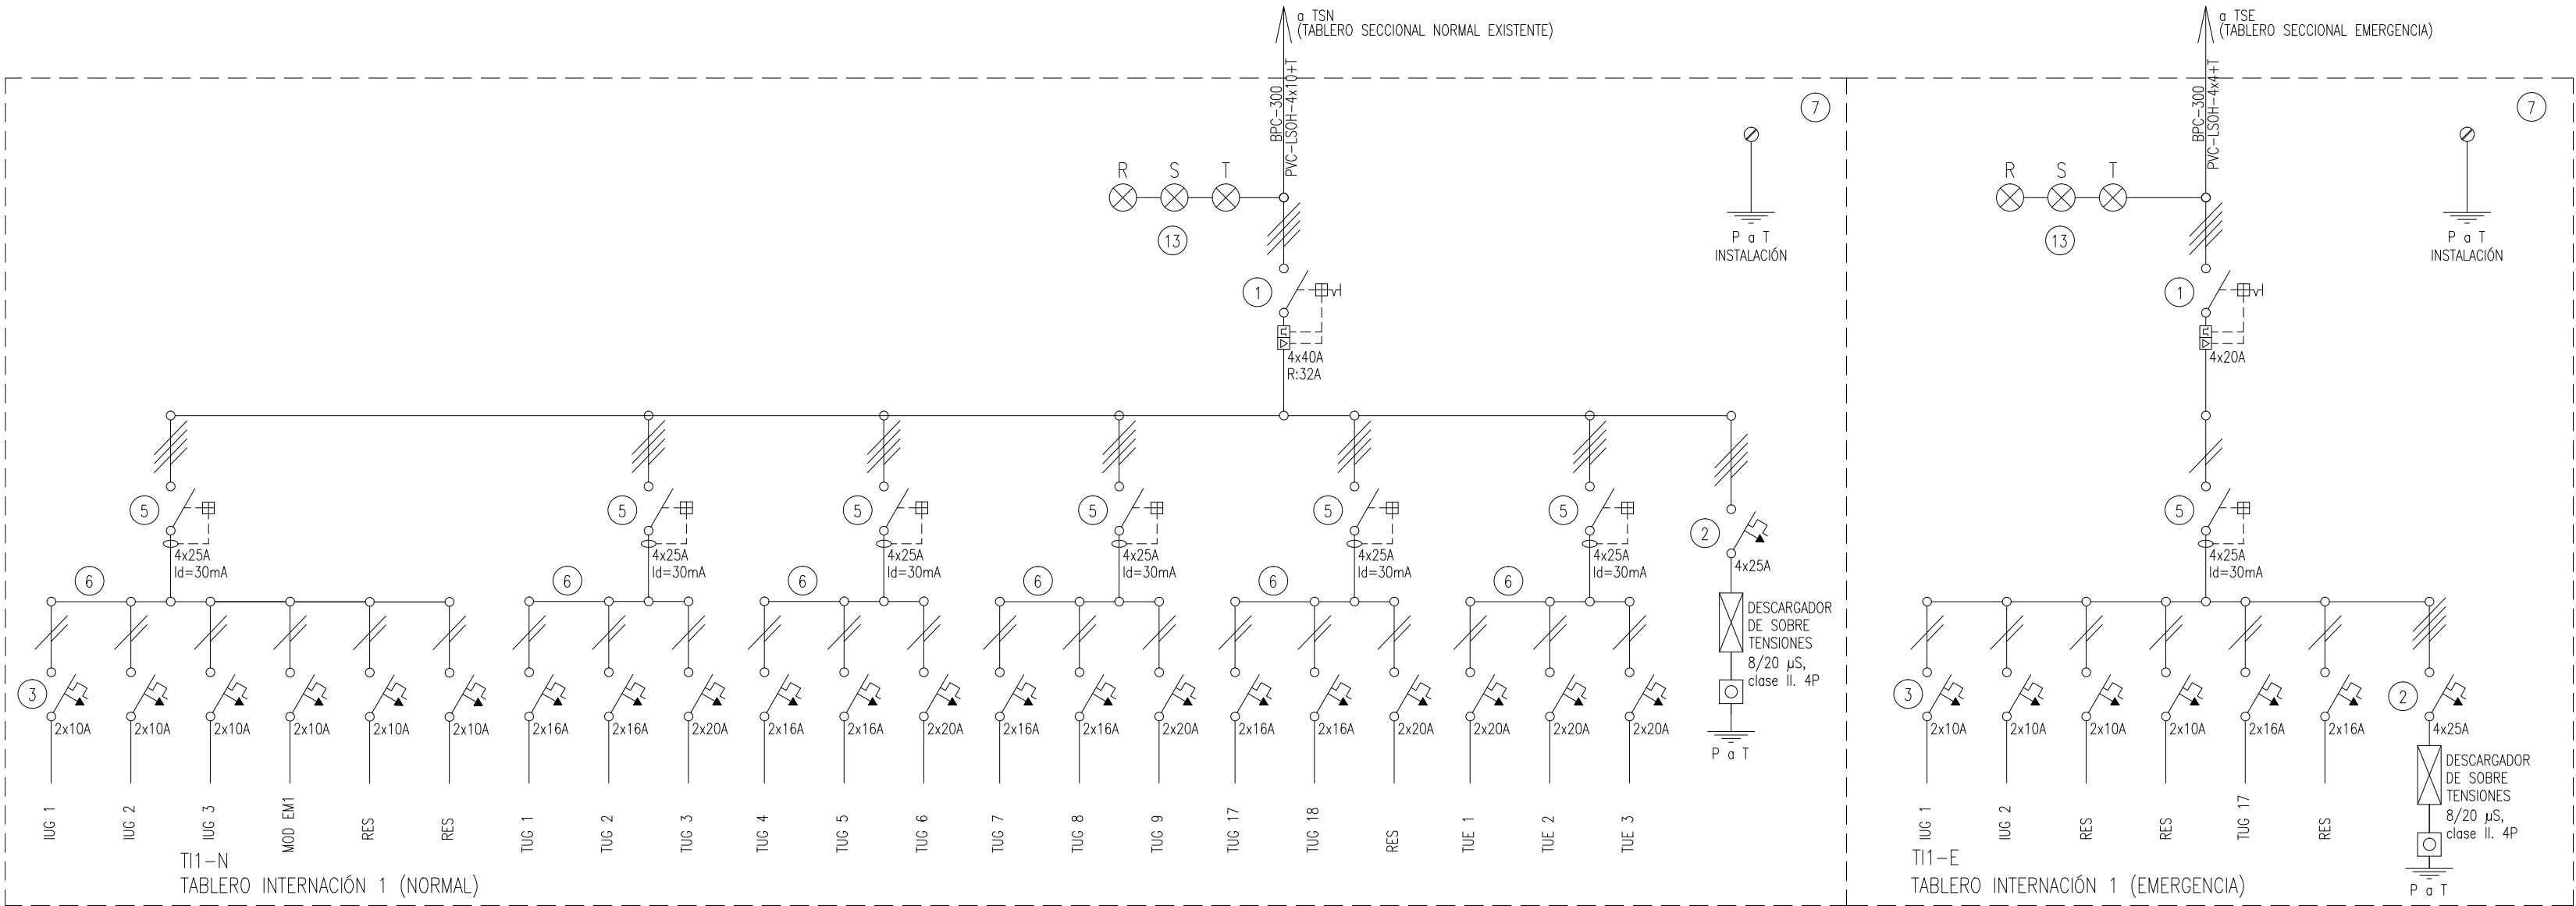 a TSN
(TABLERO SECCIONAL NORMAL EXISTENTE)
BPC-300
PVC-LSOH-4x10+T
7
R S T
13
P a T
INSTALACIÓN
1
4x40A
R:32A
5
4x25A
Id=30mA
5
4x25A
Id=30mA
5
4x25A
Id=30mA
5
4x25A
Id=30mA
5
4x25A
Id=30mA
5
4x25A
Id=30mA
2
4x25A
DESCARGADOR
DE SOBRE
TENSIONES
8/20 µS,
clase II. 4P
P a T
6
6
6
6
6
6
3
2x10A
2x10A
2x10A
2x10A
2x10A
2x10A
2x16A
2x16A
2x20A
2x16A
2x16A
2x20A
2x16A
2x16A
2x20A
2x16A
2x16A
2x20A
2x20A
2x20A
2x20A
IUG 1
IUG 2
IUG 3
MOD EM1
RES
RES
TUG 1
TUG 2
TUG 3
TUG 4
TUG 5
TUG 6
TUG 7
TUG 8
TUG 9
TUG 17
TUG 18
RES
TUE 1
TUE 2
TUE 3
TI1-N
TABLERO INTERNACIÓN 1 (NORMAL)
a TSE
(TABLERO SECCIONAL EMERGENCIA)
BPC-300
PVC-LSOH-4x4+T
7
R S T
13
P a T
INSTALACIÓN
1
4x20A
5
4x25A
Id=30mA
3
2x10A
2x10A
2x10A
2x10A
2x16A
2x16A
2
4x25A
DESCARGADOR
DE SOBRE
TENSIONES
8/20 µS,
clase II. 4P
P a T
IUG 1
IUG 2
RES
RES
TUG 17
RES
TI1-E
TABLERO INTERNACIÓN 1 (EMERGENCIA)